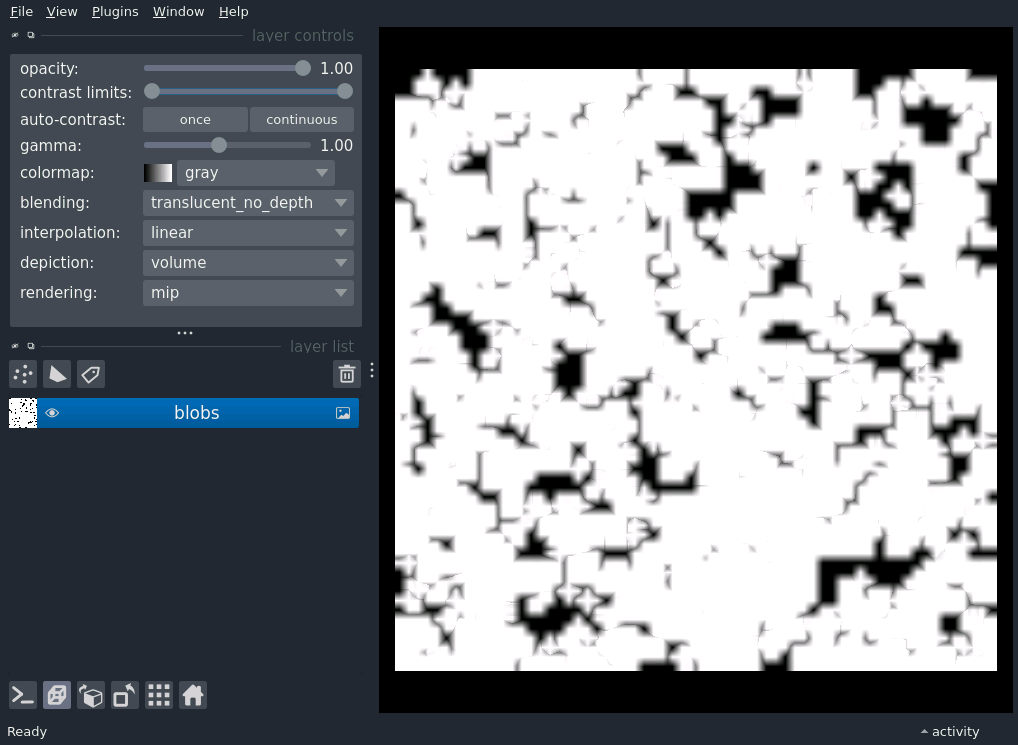 File View Plugins Window Help
layer controls
opacity: 1.00
contrast limits:
auto-contrast: once continuous
gamma: 1.00
colormap: gray
blending: translucent_no_depth
interpolation: linear
depiction: volume
rendering: mip
layer list
blobs
Ready activity